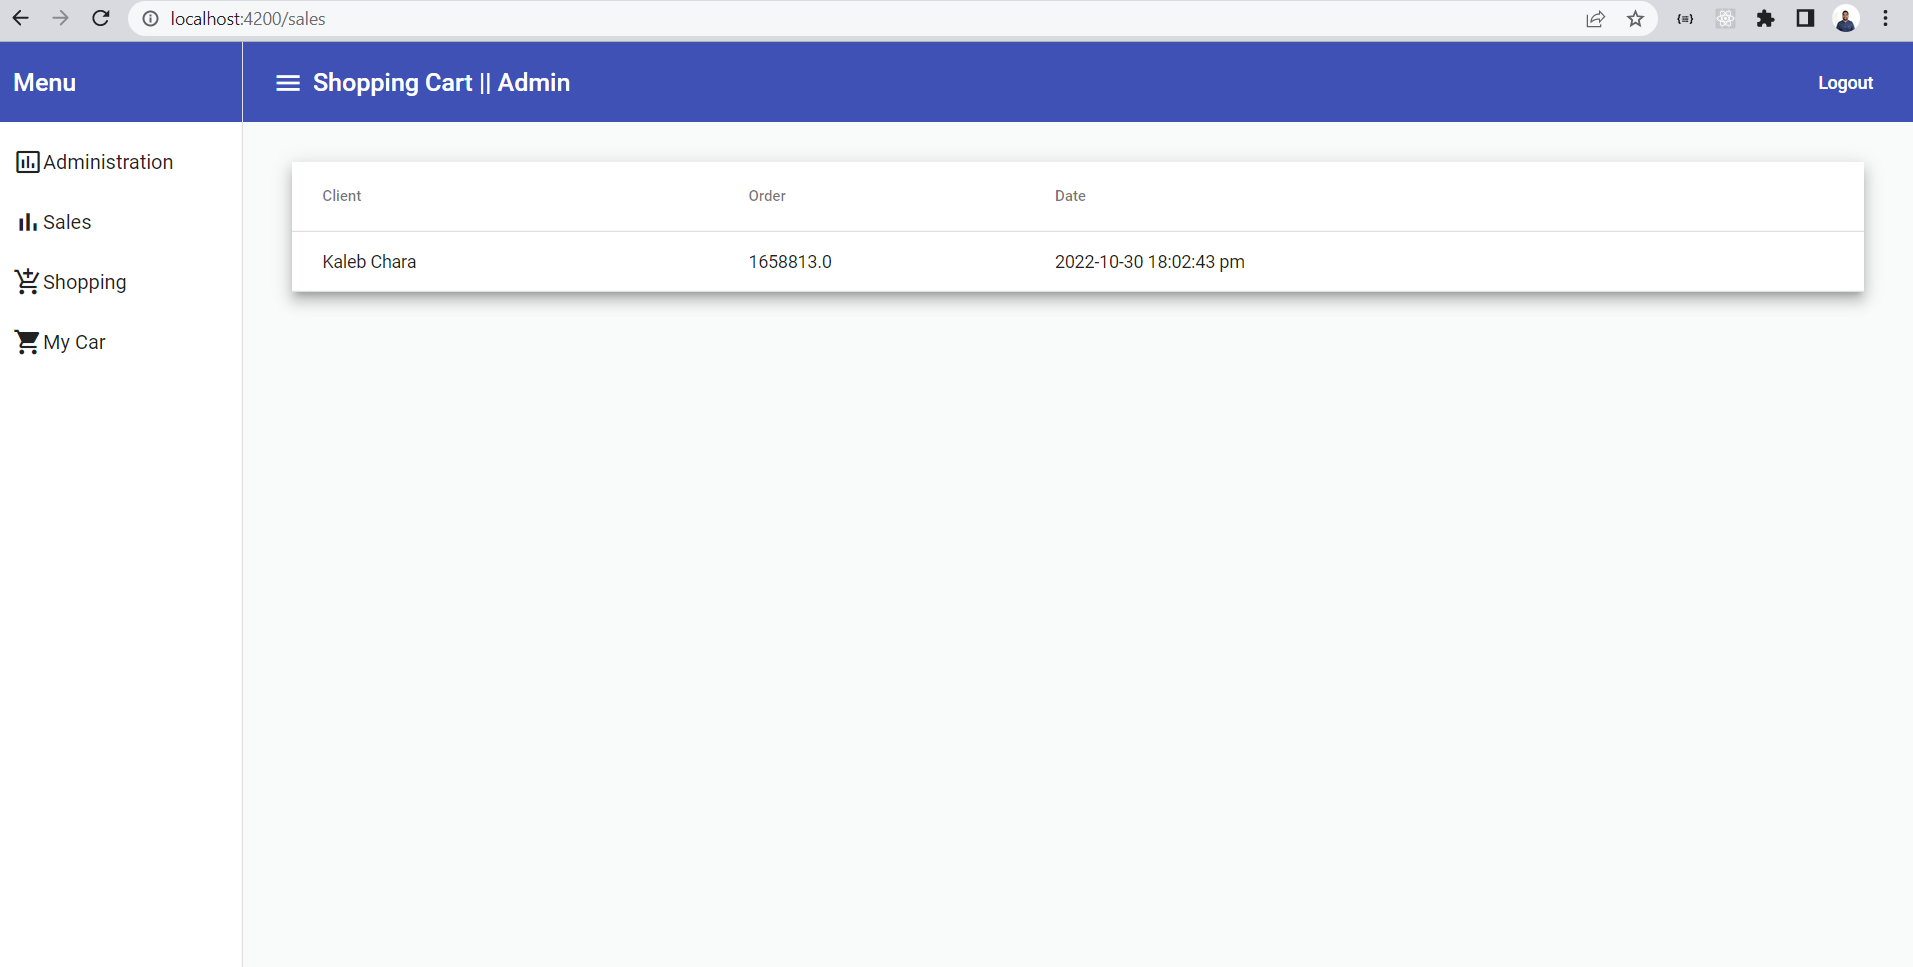 localhost:4200/sales
Menu
Shopping Cart || Admin
Logout
Administration
Sales
Shopping
My Car
Client Order Date
Kaleb Chara 1658813.0 2022-10-30 18:02:43 pm